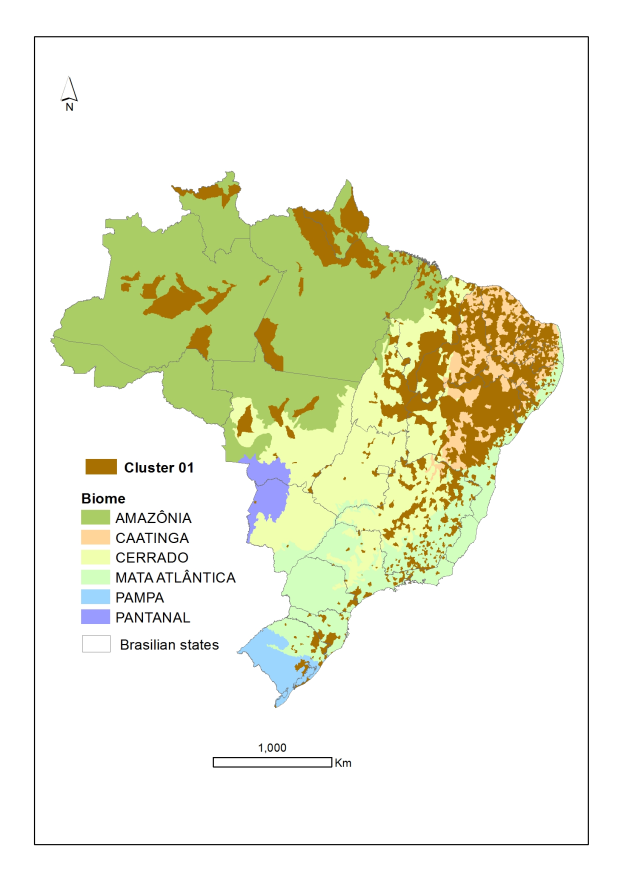 N
Cluster 01
Biome
AMAZÔNIA
CAATINGA
CERRADO
MATA ATLÂNTICA
PAMPA
PANTANAL
Brasilian states
1,000
Km